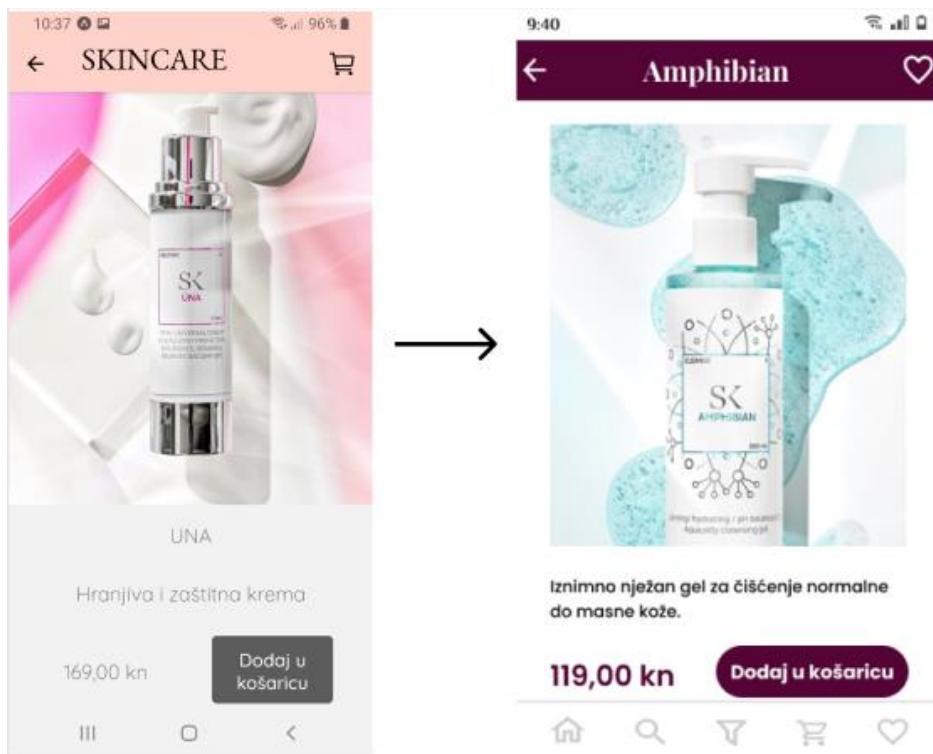 10:37
96%
SKINCARE
SK
UNA
UNA
Hranjiva i zaštitna krema
169,00 kn
Dodaj u
košaricu
9:40
Amphibian
SK
AMPHIBIAN
Iznimno nježan gel za čišćenje normalne
do masne kože.
119,00 kn
Dodaj u košaricu